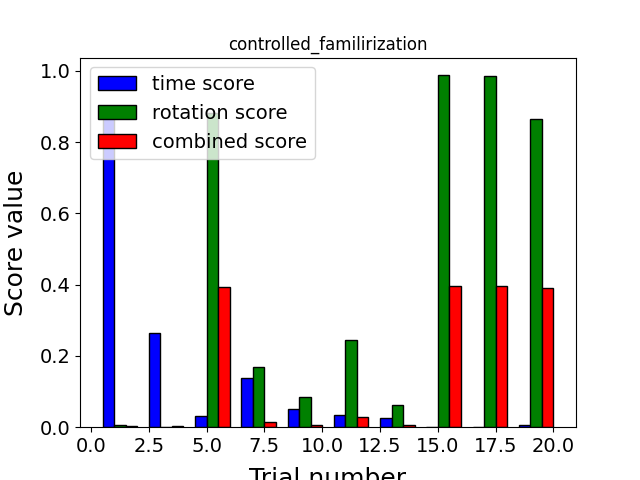 controlled_familirization
time score
rotation score
combined score
Score value
1.0
0.8
0.6
0.4
0.2
0.0
0.0 2.5 5.0 7.5 10.0 12.5 15.0 17.5 20.0
Trial number